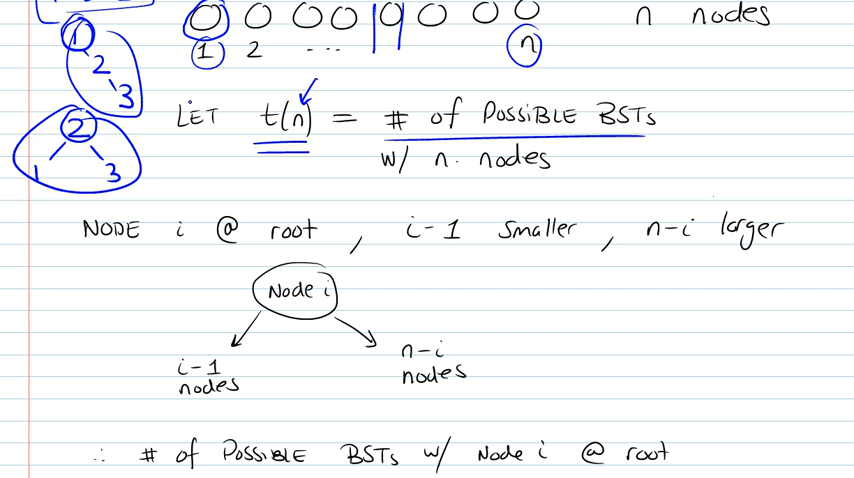 n nodes
1 2 ... n
1
2
3
LET t(n) = # of POSSIBLE BSTs
w/ n. nodes
2
1 3
NODE i @ root , i-1 smaller , n-i larger
Node i
i-1
nodes
n-i
nodes
∴ # of POSSIBLE BSTs w/ Node i @ root